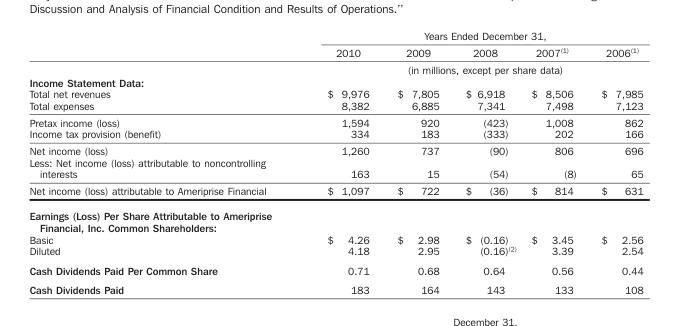 Discussion and Analysis of Financial Condition and Results of Operations.”
Years Ended December 31,
2010 2009 2008 2007(1) 2006(1)
(in millions, except per share data)
Income Statement Data:
Total net revenues $ 9,976 $ 7,805 $ 6,918 $ 8,506 $ 7,985
Total expenses 8,382 6,885 7,341 7,498 7,123
Pretax income (loss) 1,594 920 (423) 1,008 862
Income tax provision (benefit) 334 183 (333) 202 166
Net income (loss) 1,260 737 (90) 806 696
Less: Net income (loss) attributable to noncontrolling
interests 163 15 (54) (8) 65
Net income (loss) attributable to Ameriprise Financial $ 1,097 $ 722 $ (36) $ 814 $ 631
Earnings (Loss) Per Share Attributable to Ameriprise
Financial, Inc. Common Shareholders:
Basic $ 4.26 $ 2.98 $ (0.16) $ 3.45 $ 2.56
Diluted 4.18 2.95 (0.16)(2) 3.39 2.54
Cash Dividends Paid Per Common Share 0.71 0.68 0.64 0.56 0.44
Cash Dividends Paid 183 164 143 133 108
December 31,